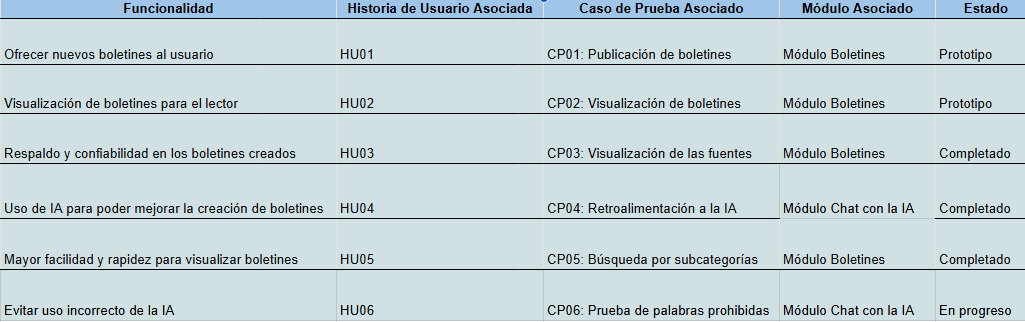 Funcionalidad Historia de Usuario Asociada Caso de Prueba Asociado Módulo Asociado Estado
Ofrecer nuevos boletines al usuario HU01 CP01: Publicación de boletines Módulo Boletines Prototipo
Visualización de boletines para el lector HU02 CP02: Visualización de boletines Módulo Boletines Prototipo
Respaldo y confiabilidad en los boletines creados HU03 CP03: Visualización de las fuentes Módulo Boletines Completado
Uso de IA para poder mejorar la creación de boletines HU04 CP04: Retroalimentación a la IA Módulo Chat con la IA Completado
Mayor facilidad y rapidez para visualizar boletines HU05 CP05: Búsqueda por subcategorías Módulo Boletines Completado
Evitar uso incorrecto de la IA HU06 CP06: Prueba de palabras prohibidas Módulo Chat con la IA En progreso